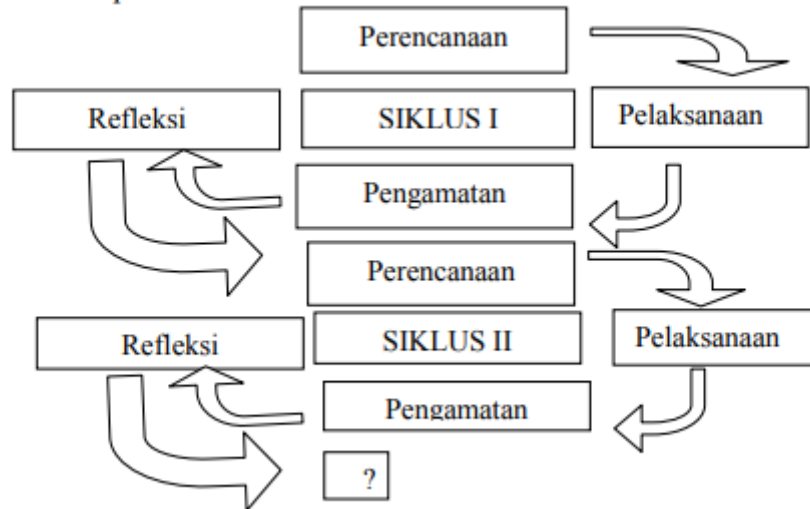 Perencanaan
Refleksi
SIKLUS I
Pelaksanaan
Pengamatan
Perencanaan
Refleksi
SIKLUS II
Pelaksanaan
Pengamatan
?